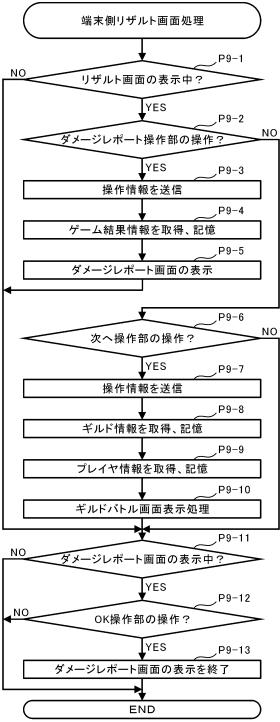 端末側リザルト画面処理
P9-1
NO
リザルト画面の表示中？
YES
P9-2
NO
ダメージレポート操作部の操作？
YES
P9-3
操作情報を送信
P9-4
ゲーム結果情報を取得、記憶
P9-5
ダメージレポート画面の表示
P9-6
NO
次へ操作部の操作？
YES
P9-7
操作情報を送信
P9-8
ギルド情報を取得、記憶
P9-9
プレイヤ情報を取得、記憶
P9-10
ギルドバトル画面表示処理
P9-11
NO
ダメージレポート画面の表示中？
YES
P9-12
NO
OK操作部の操作？
YES
P9-13
ダメージレポート画面の表示を終了
END